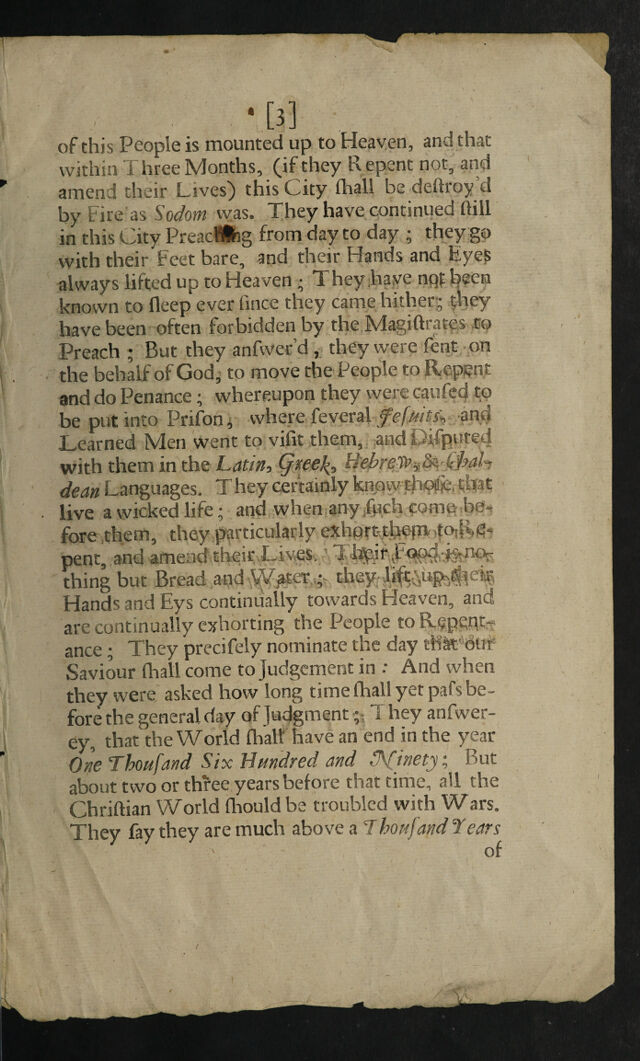 [3]
of this People is mounted up to Heaven, and that
within Three Months, (if they Repent not, and
amend their Lives) this City ſhall be deſtroy'd
by Fire as Sodom was. They have continued ſtill
in this City Preaching from day to day ; they go
with their Feet bare, and their Hands and Eyes
always lifted up to Heaven ; They have not been
known to ſleep ever ſince they came hither; they
have been often forbidden by the Magiſtrates to
Preach ; But they anſwer'd, they were ſent on
the behalf of God, to move the People to Repent
and do Penance ; whereupon they were cauſed to
be put into Priſon, where ſeveral Jeſuits, and
Learned Men went to viſit them, and Diſputed
with them in the Latin, Greek, Hebrew, & Chal-
dean Languages. They certainly know thoſe that
live a wicked life ; and when any ſuch come be-
fore them, they particularly exhort them to Re-
pent, and amend their Lives. Their Food is no-
thing but Bread and Water ; they lift up their
Hands and Eys continually towards Heaven, and
are continually exhorting the People to Repent-
ance ; They preciſely nominate the day that our
Saviour ſhall come to Judgement in : And when
they were asked how long time ſhall yet paſs be-
fore the general day of Judgment ; They anſwer-
ey, that the World ſhall have an end in the year
One Thouſand Six Hundred and Ninety ; But
about two or three years before that time, all the
Chriſtian World ſhould be troubled with Wars.
They ſay they are much above a Thouſand Years
of